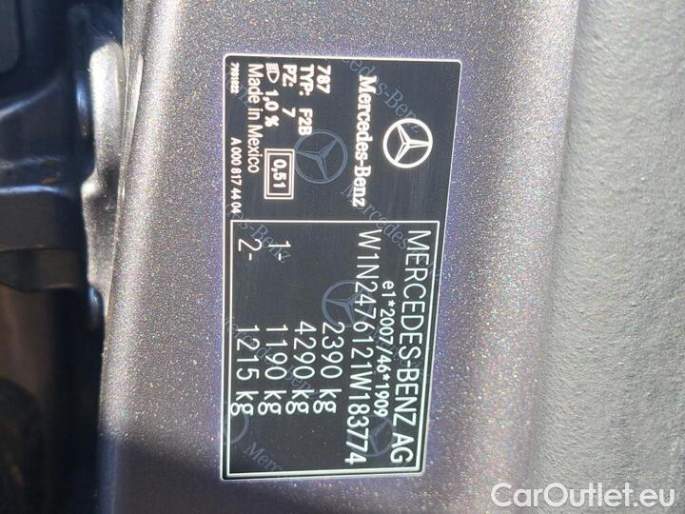 Mercedes-Benz
787
TYP: F2B
PZ: 7
1,0 %
Made in Mexico
0,51
7991822
A 000 817 44 04
MERCEDES-BENZ AG
e1*2007/46*1909
W1N2476121W183774
2390 kg
4290 kg
1- 1190 kg
2- 1215 kg
CarOutlet.eu